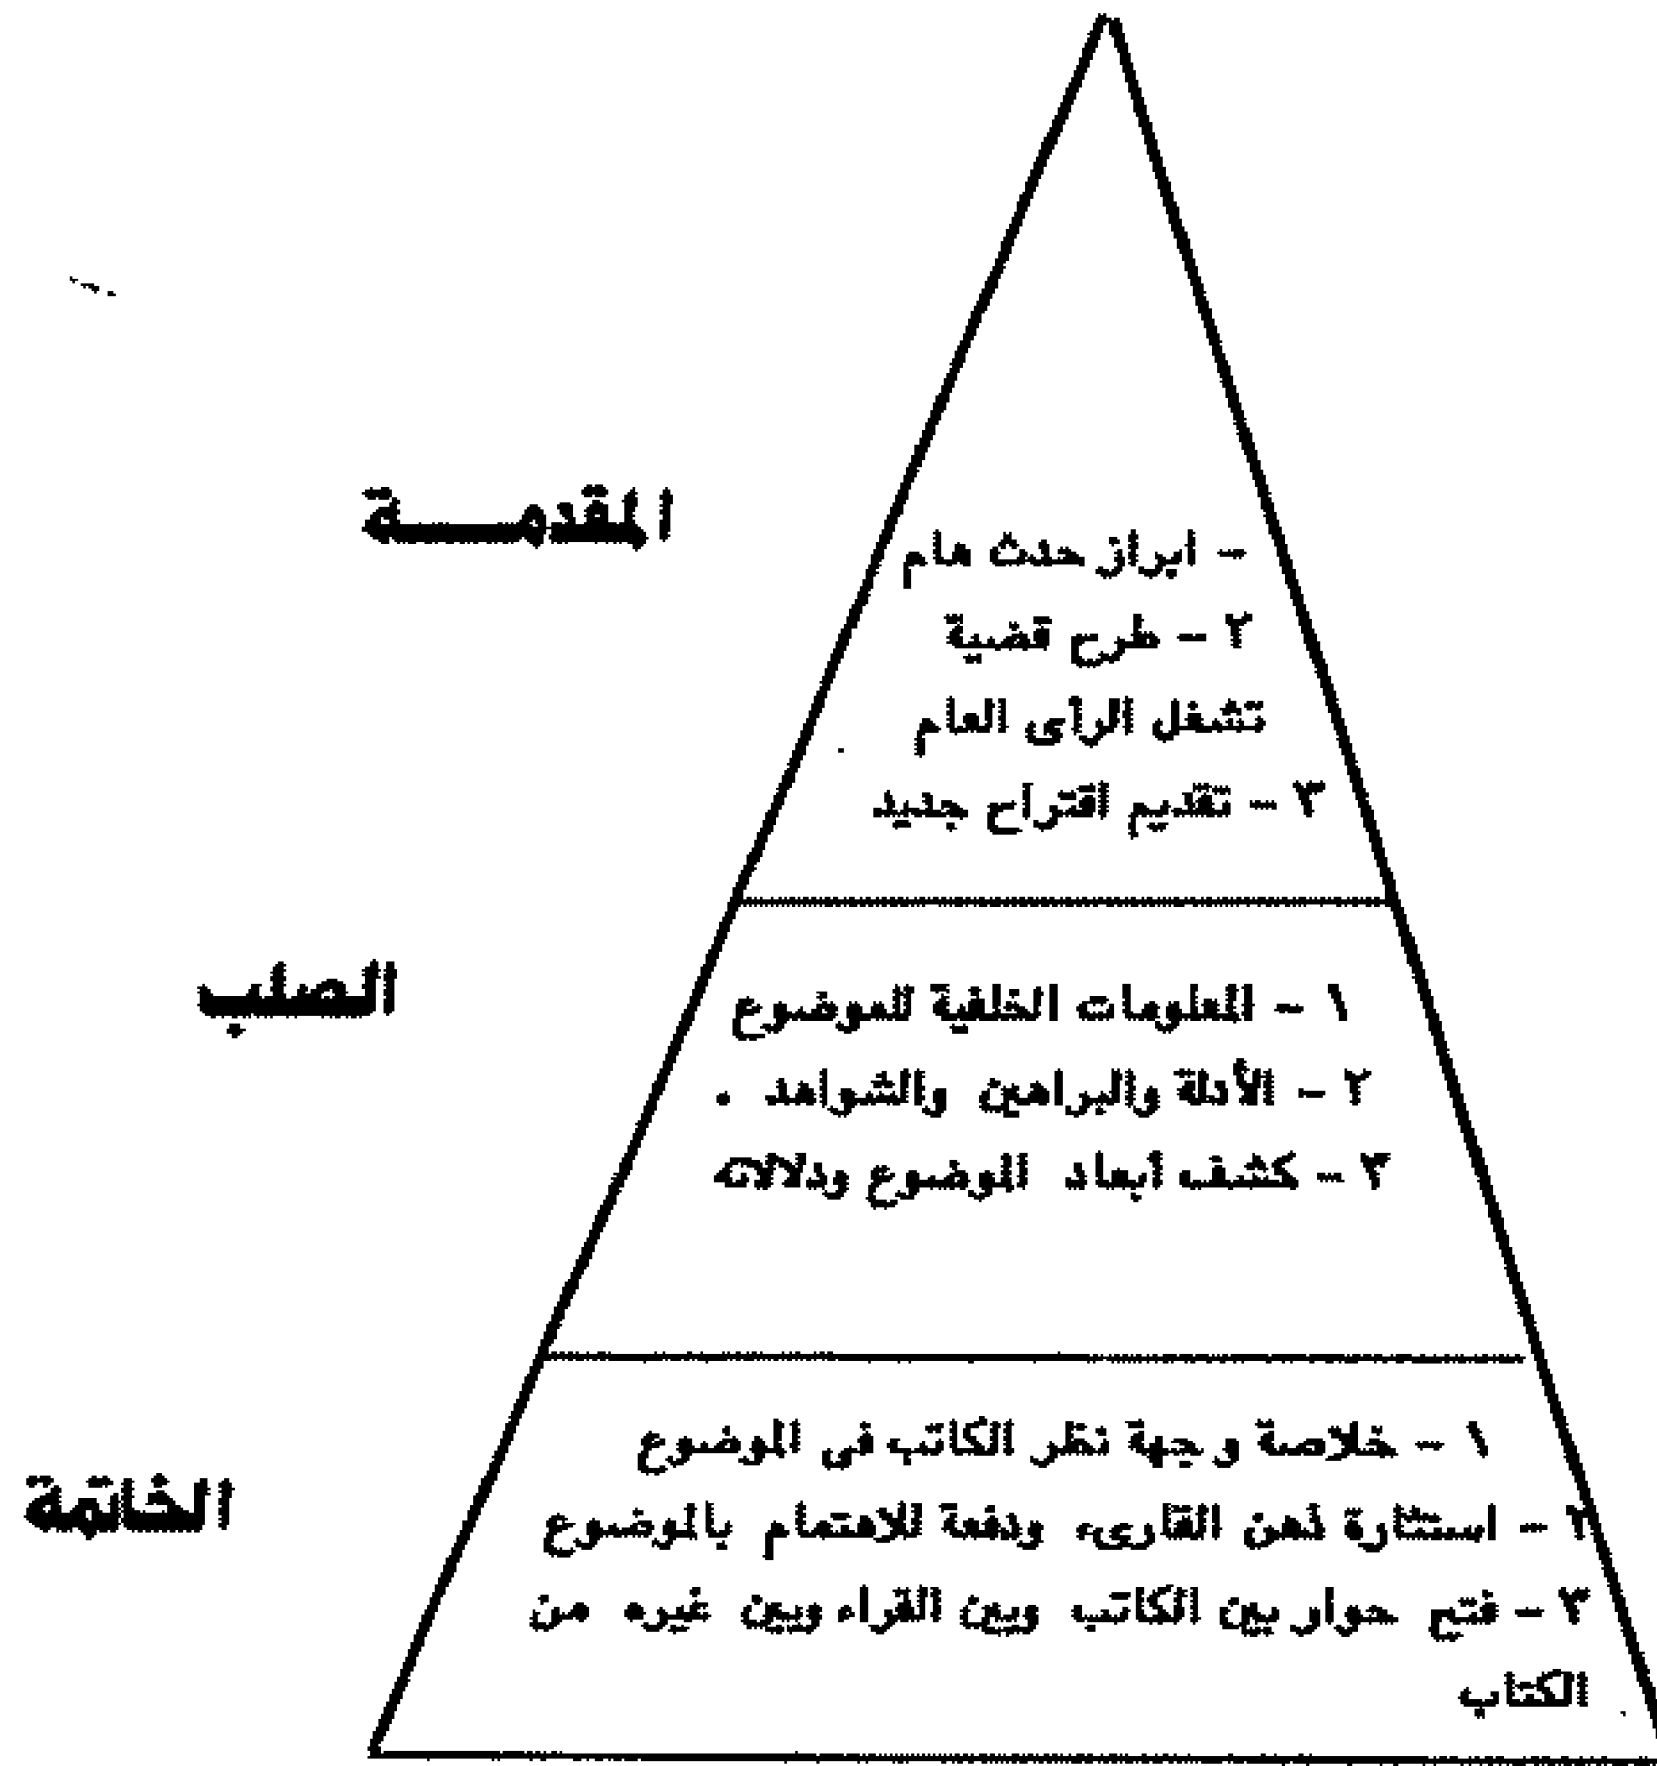 المقدمـــــة
- ابراز حدث هام
٢ - طرح قضية
تشغل الرأى العام
٣ - تقديم اقتراح جديد
الصلب
١ - المعلومات الخلفية للموضوع
٢ - الأدلة والبراهين والشواهد .
٣ - كشف أبعاد الموضوع ودلالاته
الخاتمة
١ - خلاصة وجهة نظر الكاتب فى الموضوع
٢ - استثارة ذهن القارىء ودفعة للاهتمام بالموضوع
٣ - فتح حوار بين الكاتب وبين القراء وبين غيره من
الكتاب